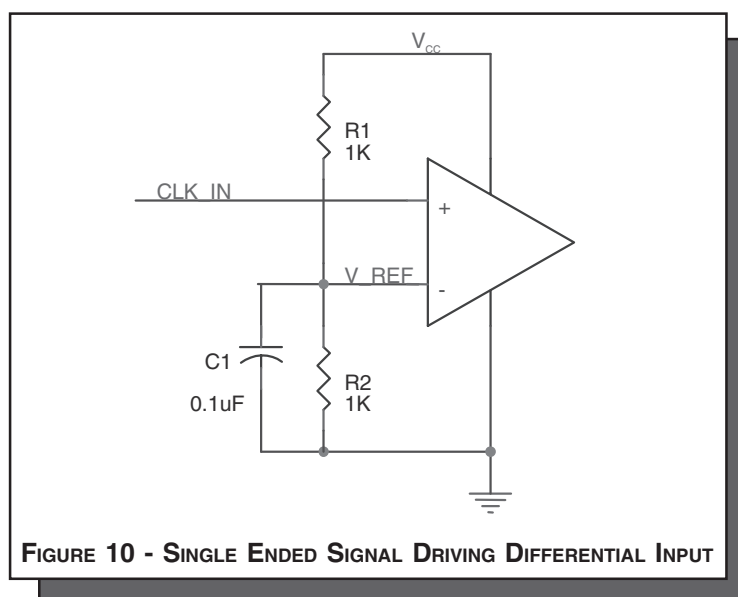 Vcc
R1
1K
CLK_IN
+
V_REF
-
C1
0.1uF
R2
1K
FIGURE 10 - SINGLE ENDED SIGNAL DRIVING DIFFERENTIAL INPUT